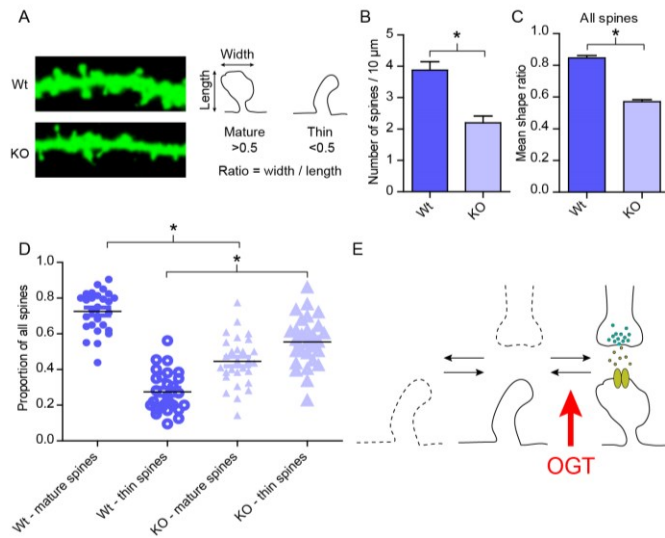 A
Wt
KO
Width
Length
Mature
>0.5
Thin
<0.5
Ratio = width / length
B
Number of spines / 10 µm
5
4
3
2
1
0
*
Wt
KO
C
All spines
Mean shape ratio
1.0
0.8
0.6
0.4
0.2
0.0
*
Wt
KO
D
Proportion of all spines
1.0
0.8
0.6
0.4
0.2
0.0
*
*
Wt - mature spines
Wt - thin spines
KO - mature spines
KO - thin spines
E
OGT